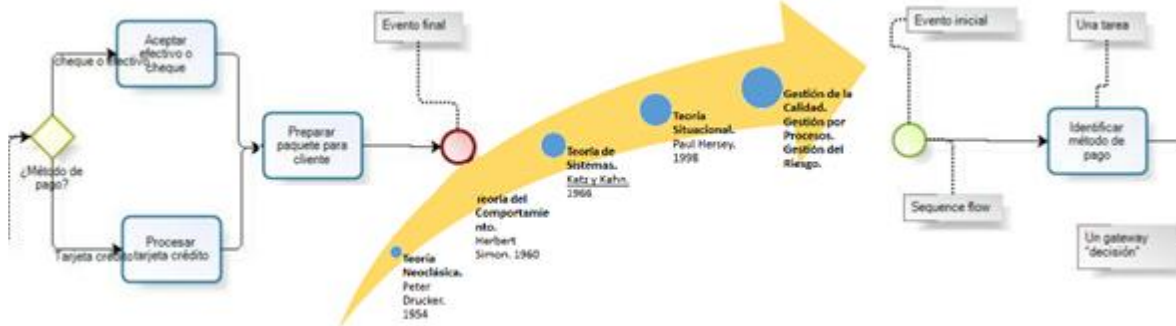 Aceptar
efectivo o
cheque
cheque o efectivo
¿Método de
pago?
Procesar
tarjeta crédito
Tarjeta crédito
Preparar
paquete para
cliente
Evento final
Teoría
Neoclásica.
Peter
Drucker.
1954
Teoría del
Comportamie
nto.
Herbert
Simon. 1960
Teoría de
Sistemas.
Katz y Kahn.
1966
Teoría
Situacional.
Paul Hersey.
1998
Gestión de la
Calidad.
Gestión por
Procesos.
Gestión del
Riesgo.
Evento inicial
Una tarea
Identificar
método de
pago
Sequence flow
Un gateway
"decisión"